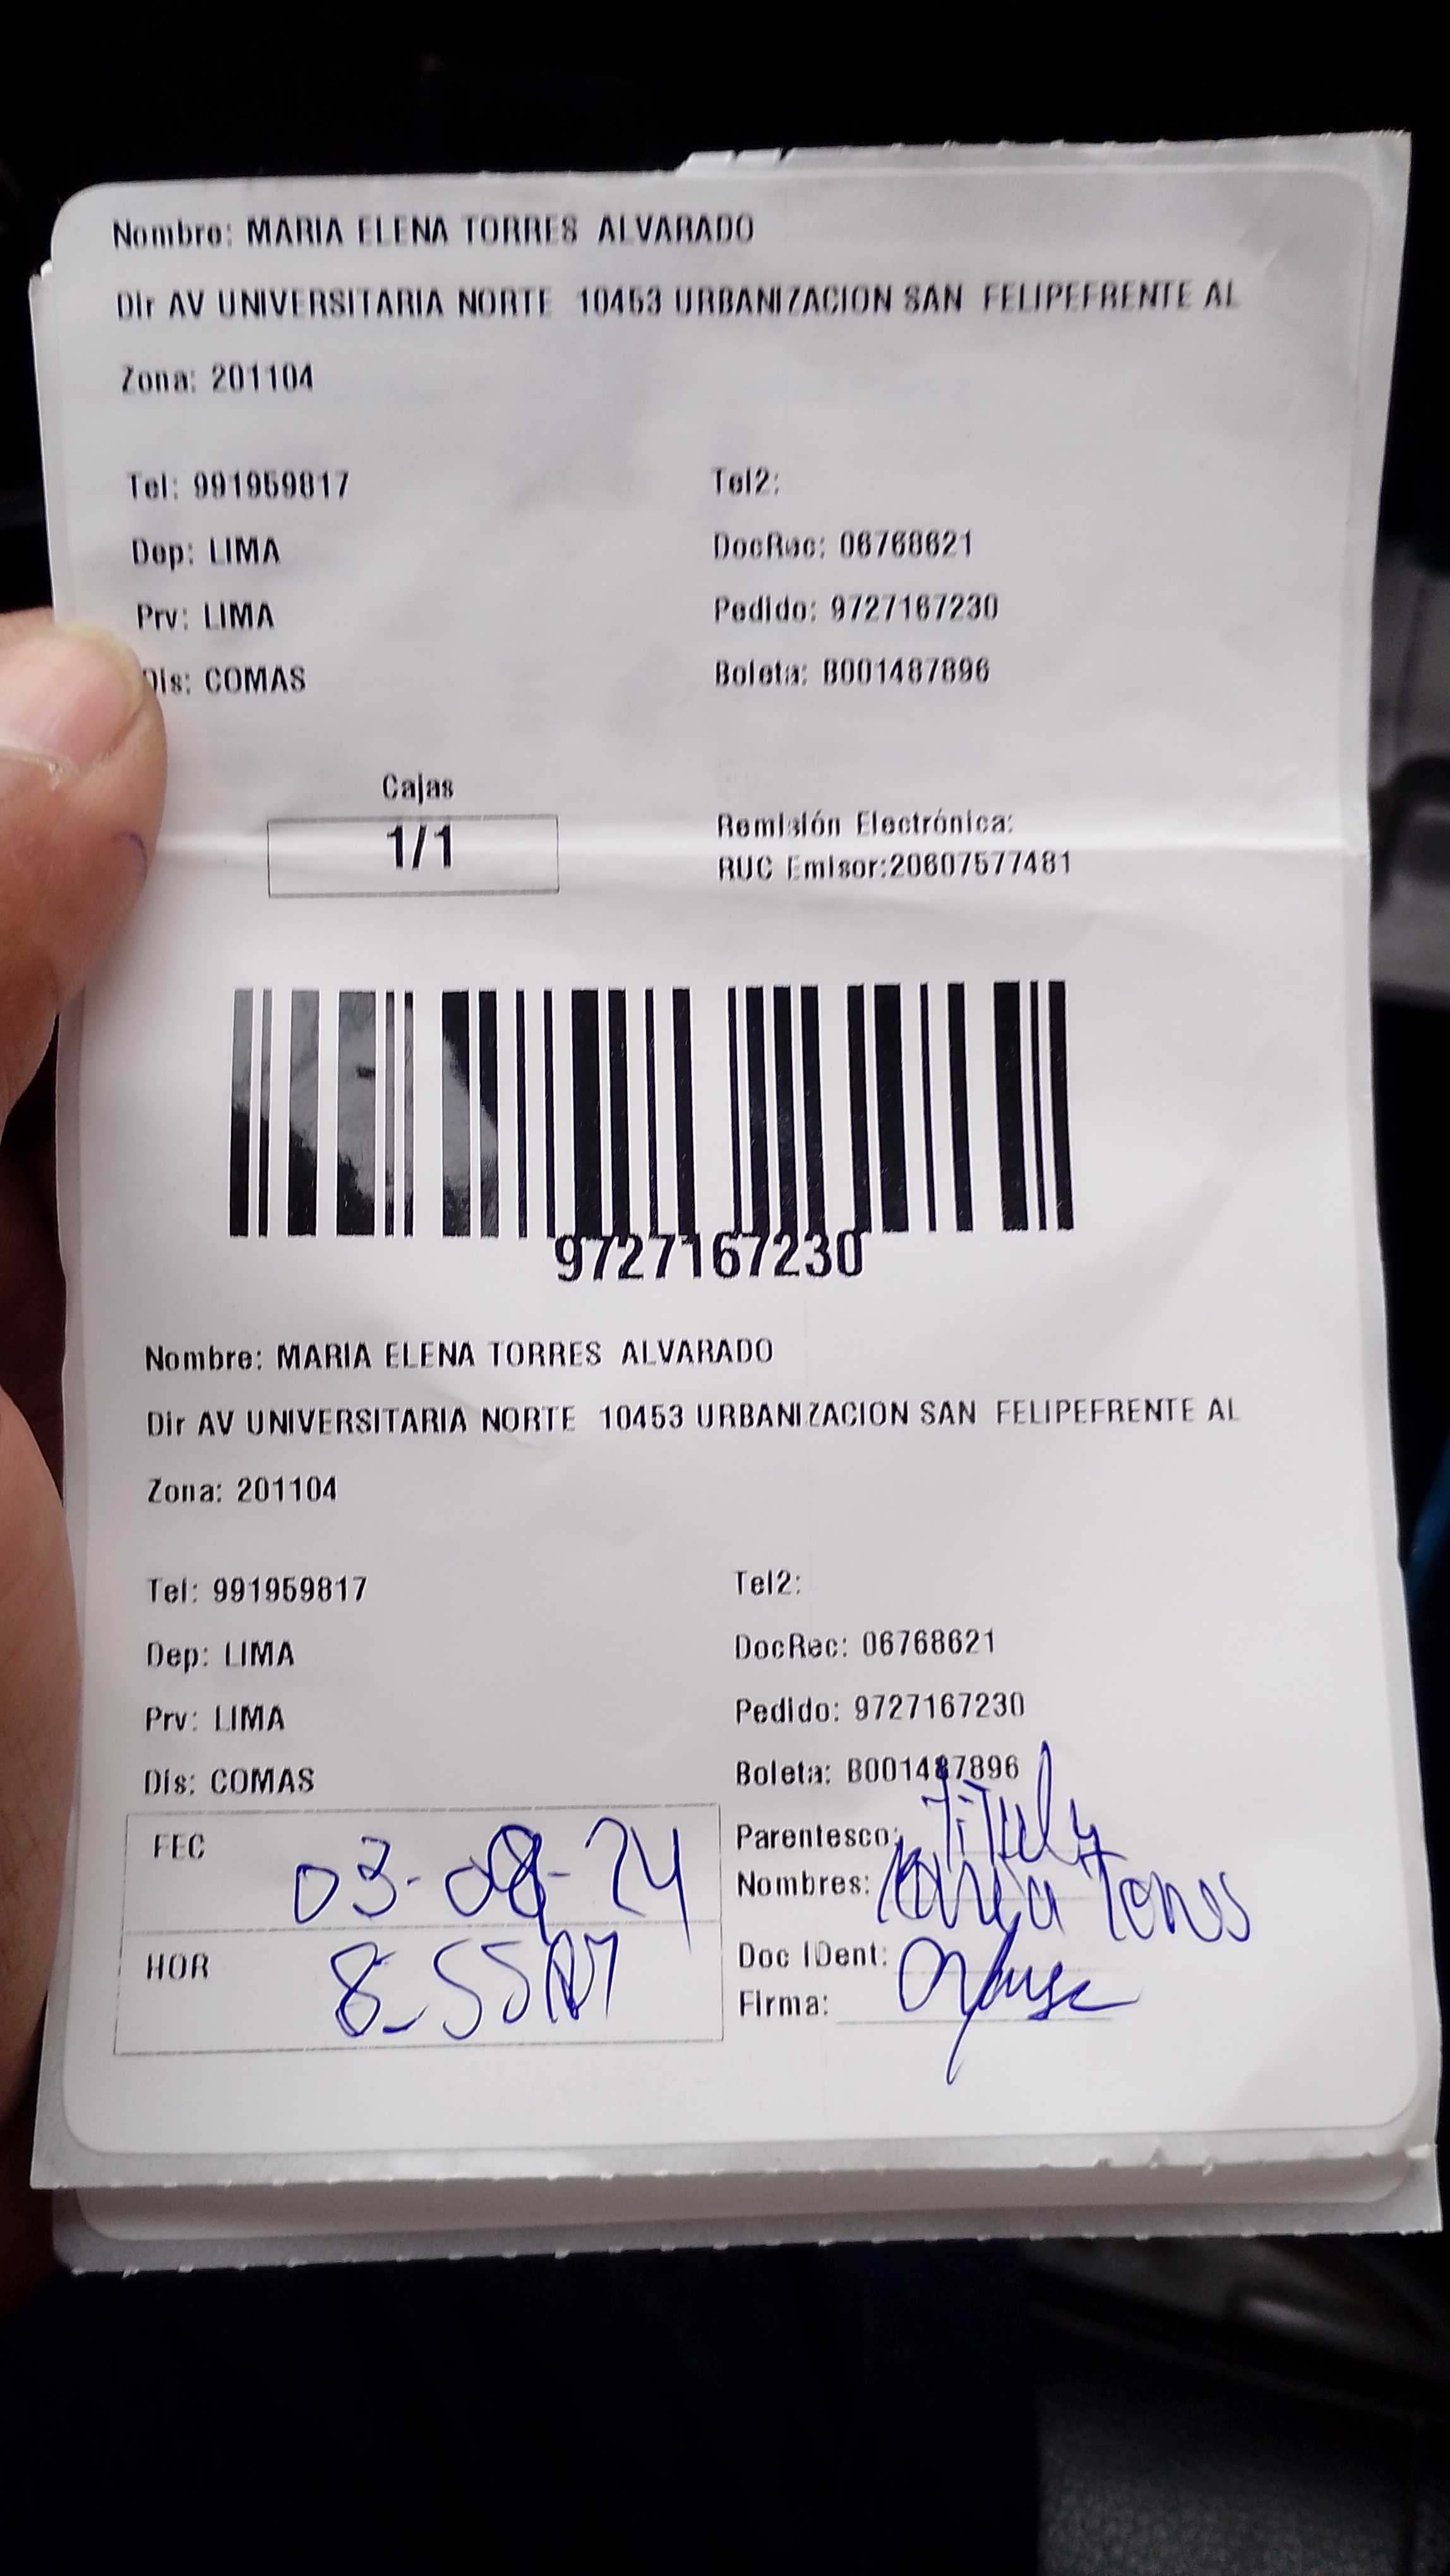 Nombre: MARIA ELENA TORRES ALVARADO
Dir AV UNIVERSITARIA NORTE 10453 URBANIZACION SAN FELIPEFRENTE AL
Zona: 201104
Tel: 991959817 Tel2:
Dep: LIMA DocRec: 06768621
Prv: LIMA Pedido: 9727167230
Dis: COMAS Boleta: B001487896
Cajas
1/1
Remisión Electrónica:
RUC Emisor:20607577481
9727167230
Nombre: MARIA ELENA TORRES ALVARADO
Dir AV UNIVERSITARIA NORTE 10453 URBANIZACION SAN FELIPEFRENTE AL
Zona: 201104
Tel: 991959817 Tel2:
Dep: LIMA DocRec: 06768621
Prv: LIMA Pedido: 9727167230
Dis: COMAS Boleta: B001487896
FEC 03-08-24
Parentesco:
Nombres: Torres
HOR 8_55AM
Doc IDent:
Firma: